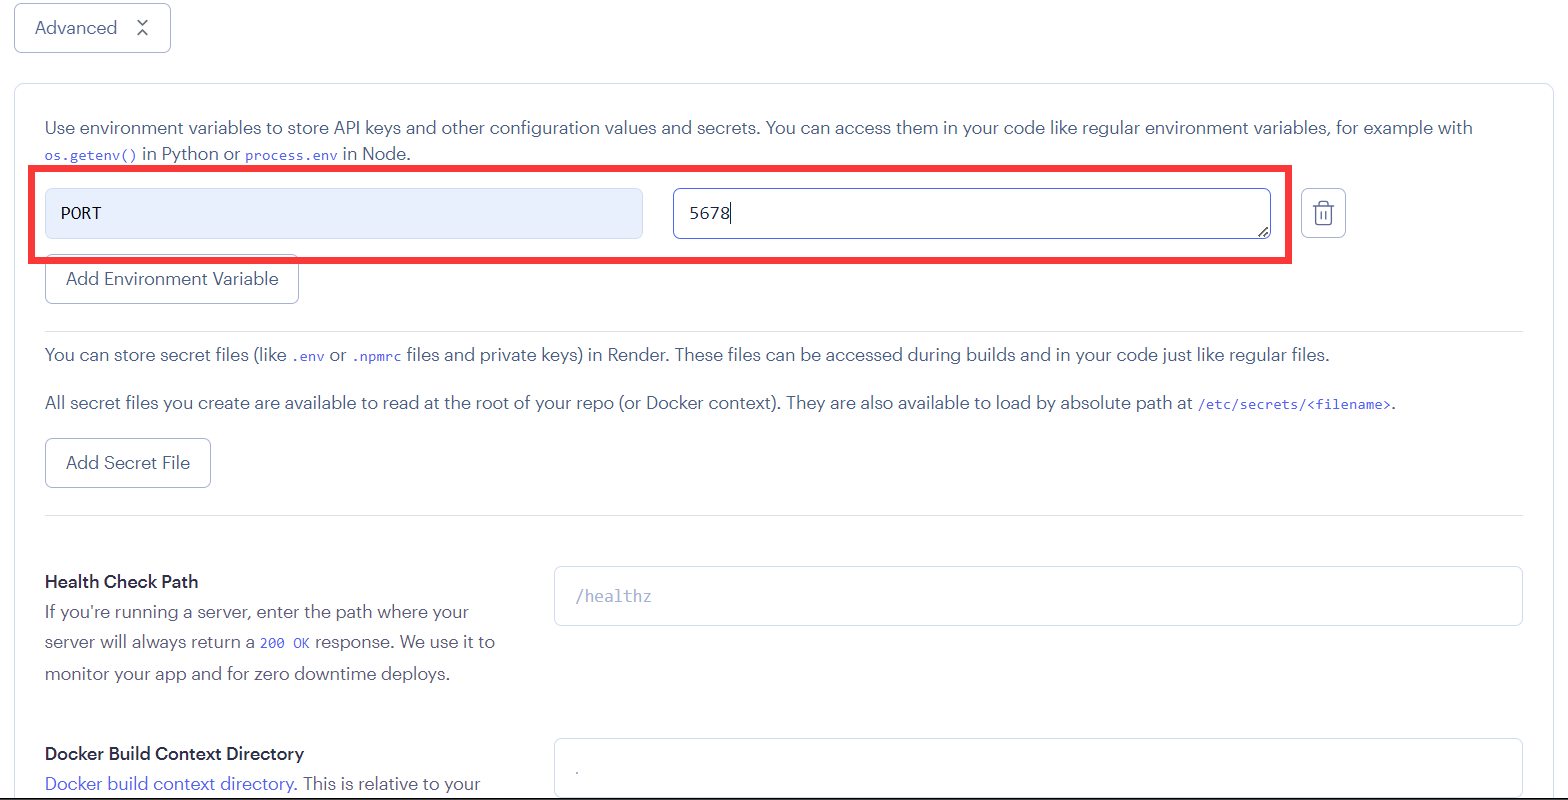 Advanced
Use environment variables to store API keys and other configuration values and secrets. You can access them in your code like regular environment variables, for example with
os.getenv() in Python or process.env in Node.
PORT
5678
Add Environment Variable
You can store secret files (like .env or .npmrc files and private keys) in Render. These files can be accessed during builds and in your code just like regular files.
All secret files you create are available to read at the root of your repo (or Docker context). They are also available to load by absolute path at /etc/secrets/<filename>.
Add Secret File
Health Check Path
If you're running a server, enter the path where your
server will always return a 200 OK response. We use it to
monitor your app and for zero downtime deploys.
/healthz
Docker Build Context Directory
Docker build context directory. This is relative to your
.